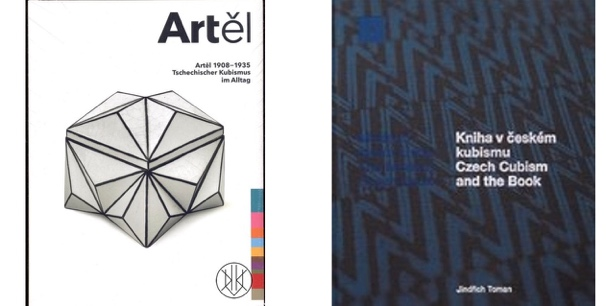 Artěl
Artěl 1908–1935
Tschechischer Kubismus
im Alltag
Kniha v českém
kubismu
Czech Cubism
and the Book
Jindřich Toman